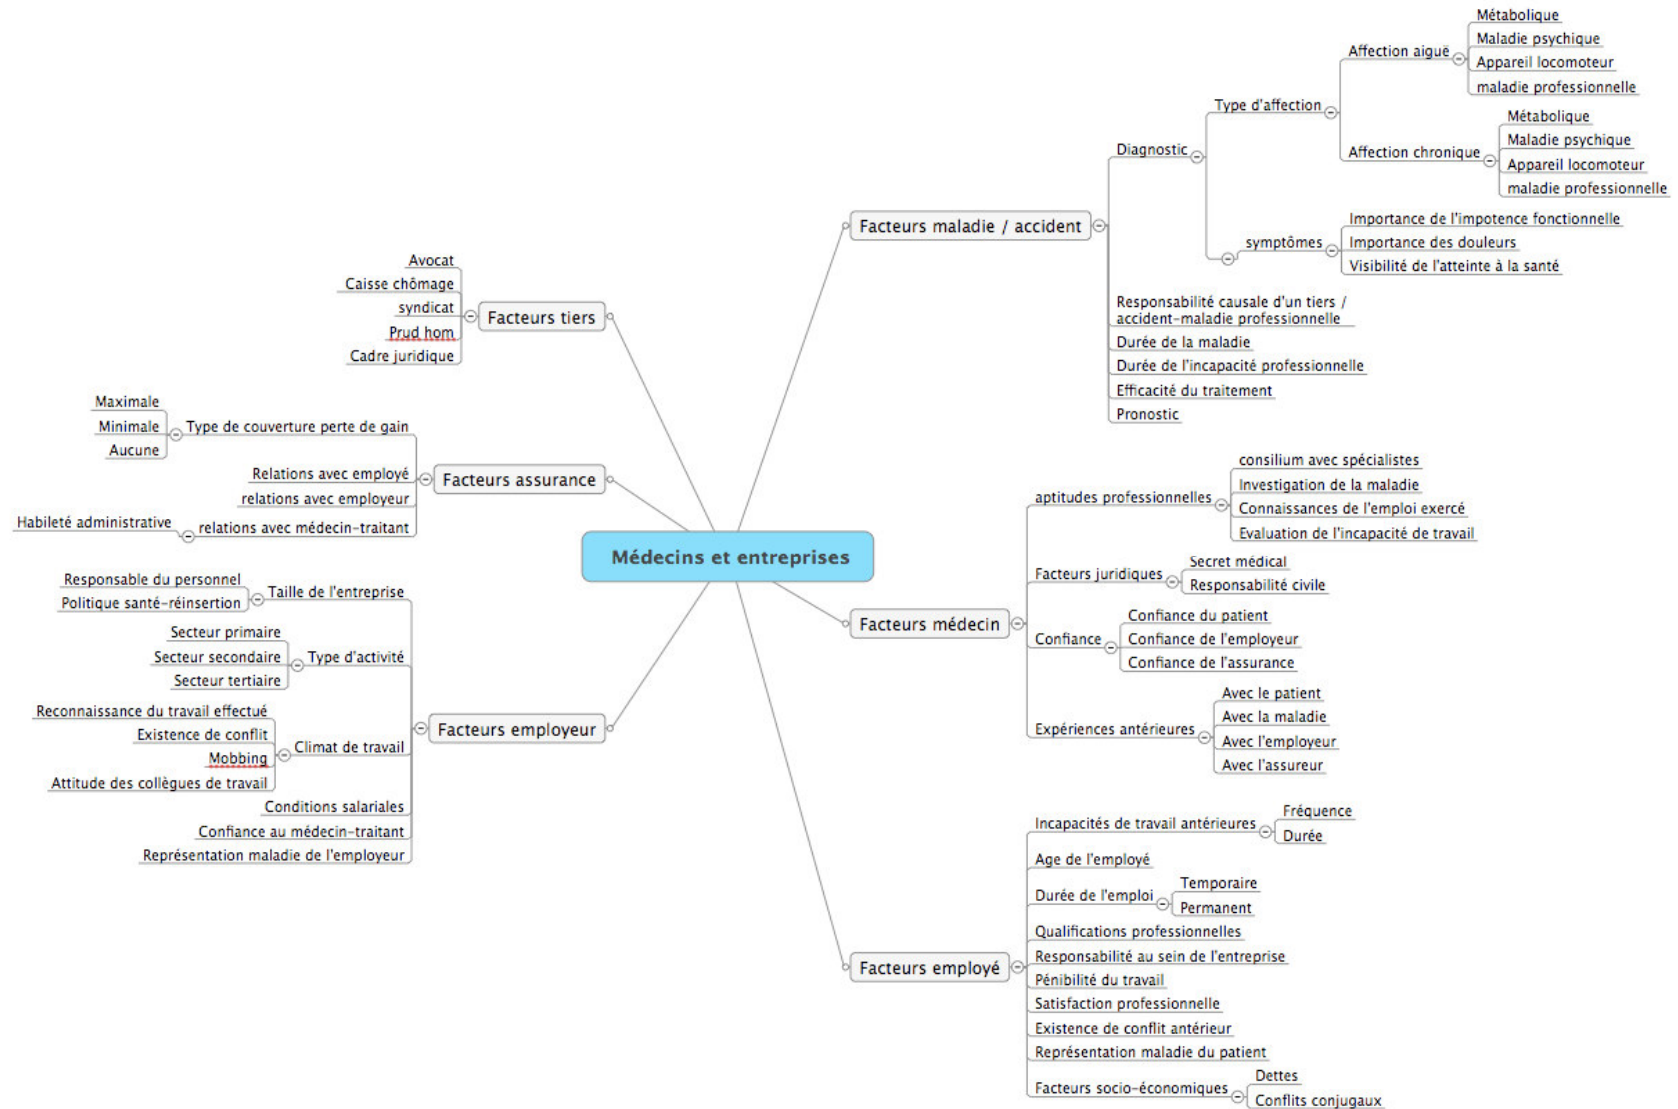 Médecins et entreprises
Facteurs maladie / accident
Diagnostic
Type d'affection
Affection aiguë
Métabolique
Maladie psychique
Appareil locomoteur
maladie professionnelle
Affection chronique
Métabolique
Maladie psychique
Appareil locomoteur
maladie professionnelle
symptômes
Importance de l'impotence fonctionnelle
Importance des douleurs
Visibilité de l'atteinte à la santé
Responsabilité causale d'un tiers /
accident-maladie professionnelle
Durée de la maladie
Durée de l'incapacité professionnelle
Efficacité du traitement
Pronostic
Facteurs médecin
aptitudes professionnelles
consilium avec spécialistes
Investigation de la maladie
Connaissances de l'emploi exercé
Evaluation de l'incapacité de travail
Facteurs juridiques
Secret médical
Responsabilité civile
Confiance
Confiance du patient
Confiance de l'employeur
Confiance de l'assurance
Expériences antérieures
Avec le patient
Avec la maladie
Avec l'employeur
Avec l'assureur
Facteurs employé
Incapacités de travail antérieures
Fréquence
Durée
Age de l'employé
Durée de l'emploi
Temporaire
Permanent
Qualifications professionnelles
Responsabilité au sein de l'entreprise
Pénibilité du travail
Satisfaction professionnelle
Existence de conflit antérieur
Représentation maladie du patient
Facteurs socio-économiques
Dettes
Conflits conjugaux
Facteurs tiers
Avocat
Caisse chômage
syndicat
Prud hom
Cadre juridique
Facteurs assurance
Type de couverture perte de gain
Maximale
Minimale
Aucune
Relations avec employé
relations avec employeur
relations avec médecin-traitant
Habileté administrative
Facteurs employeur
Taille de l'entreprise
Responsable du personnel
Politique santé-réinsertion
Type d'activité
Secteur primaire
Secteur secondaire
Secteur tertiaire
Climat de travail
Reconnaissance du travail effectué
Existence de conflit
Mobbing
Attitude des collègues de travail
Conditions salariales
Confiance au médecin-traitant
Représentation maladie de l'employeur